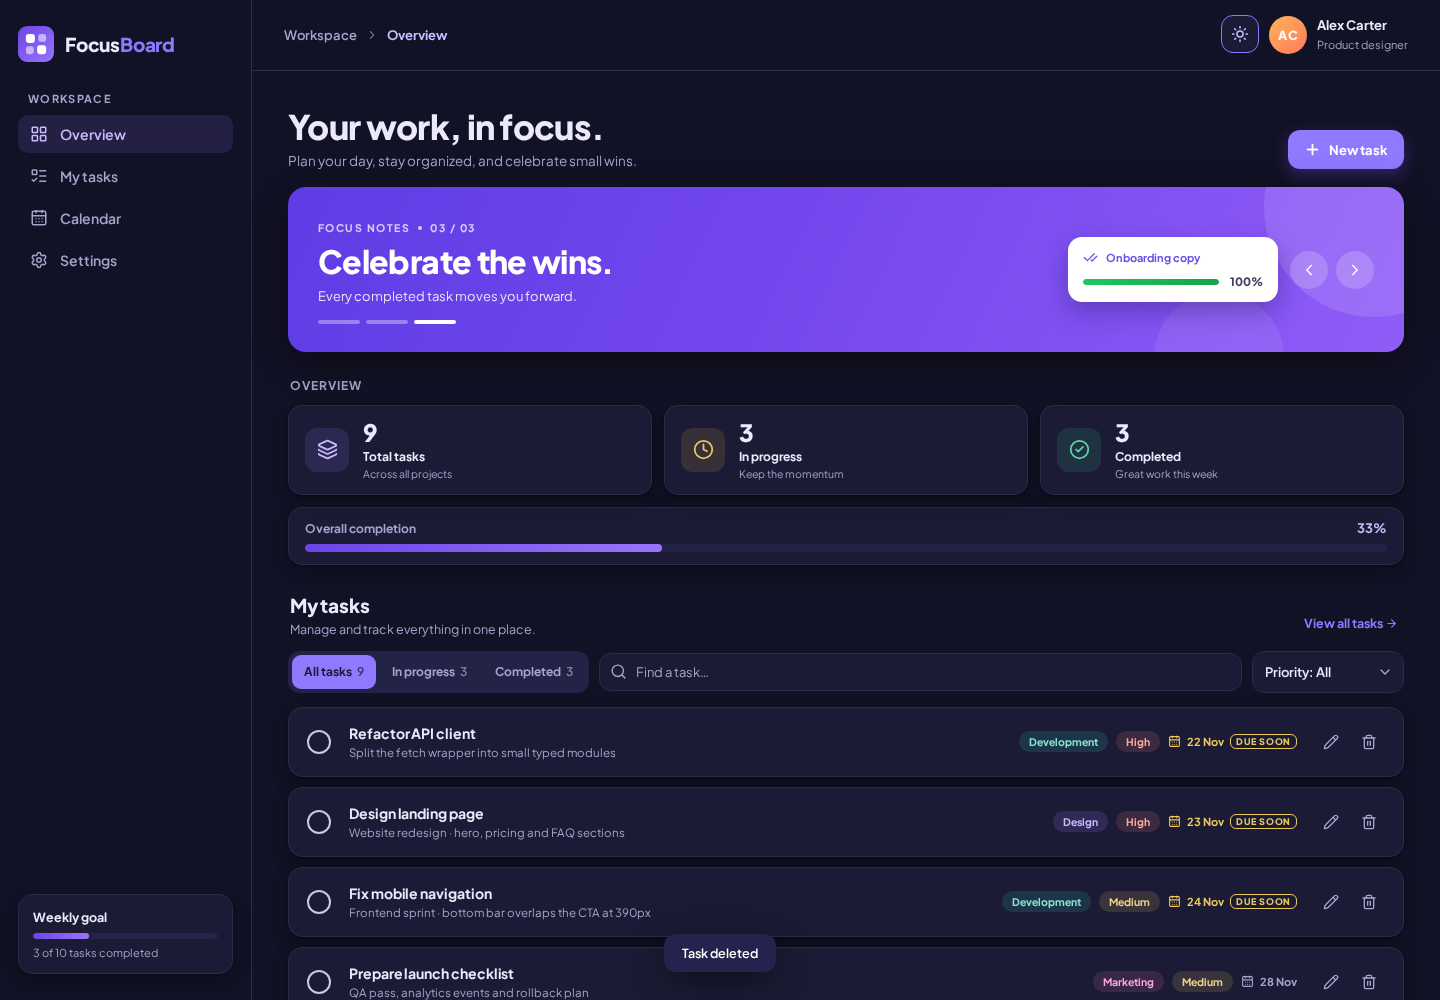 FocusBoard
WORKSPACE
Overview
My tasks
Calendar
Settings
Weekly goal
3 of 10 tasks completed
Workspace > Overview
AC
Alex Carter
Product designer
Your work, in focus.
Plan your day, stay organized, and celebrate small wins.
New task
FOCUS NOTES • 03 / 03
Celebrate the wins.
Every completed task moves you forward.
Onboarding copy
100%
OVERVIEW
9
Total tasks
Across all projects
3
In progress
Keep the momentum
3
Completed
Great work this week
Overall completion
33%
My tasks
Manage and track everything in one place.
View all tasks →
All tasks 9
In progress 3
Completed 3
Find a task...
Priority: All
Refactor API client
Split the fetch wrapper into small typed modules
Development High 22 Nov DUE SOON
Design landing page
Website redesign · hero, pricing and FAQ sections
Design High 23 Nov DUE SOON
Fix mobile navigation
Frontend sprint · bottom bar overlaps the CTA at 390px
Development Medium 24 Nov DUE SOON
Prepare launch checklist
QA pass, analytics events and rollback plan
Marketing Medium 28 Nov
Task deleted